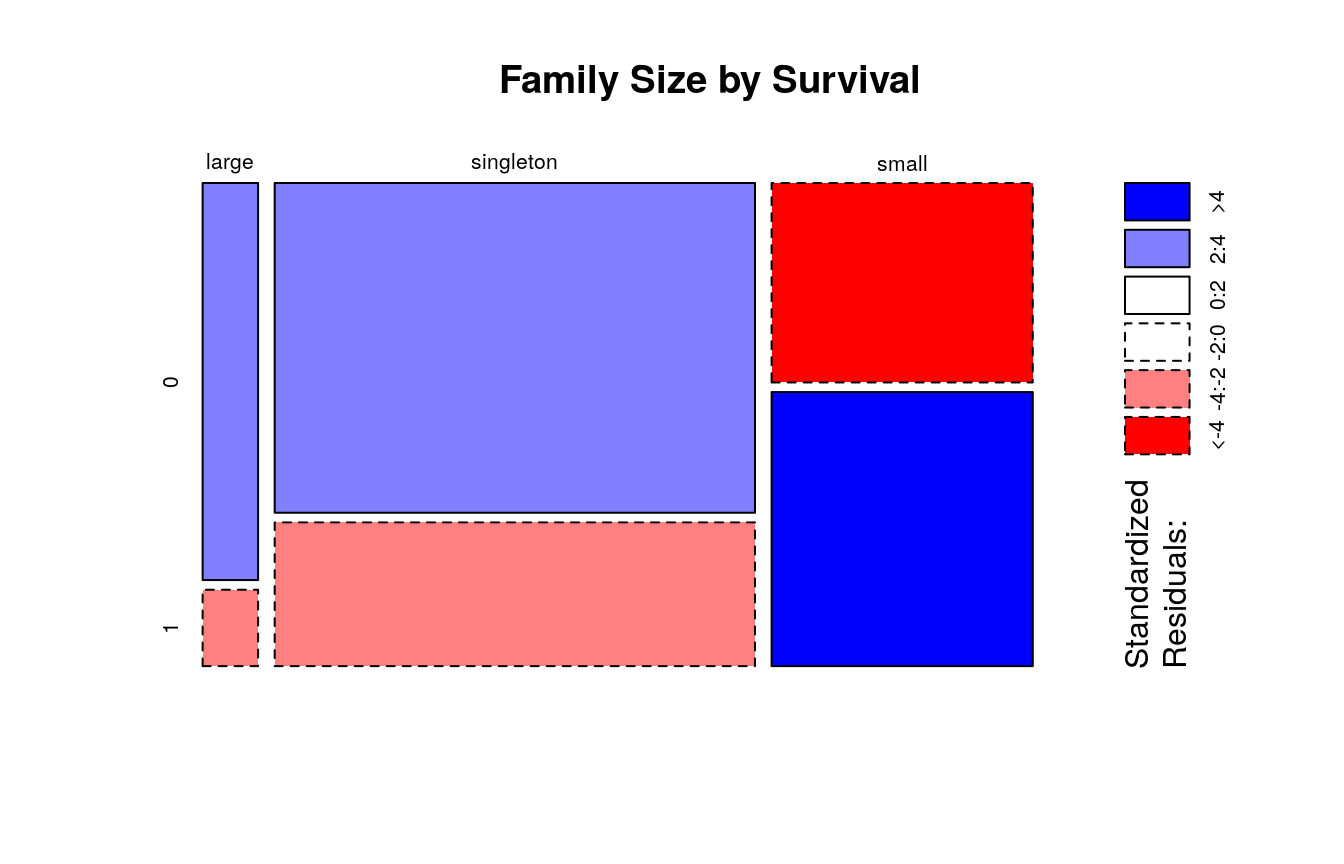 Family Size by Survival
large singleton small
0
1
>4
2:4
0:2
-2:0
-4:-2
<-4
Standardized
Residuals: